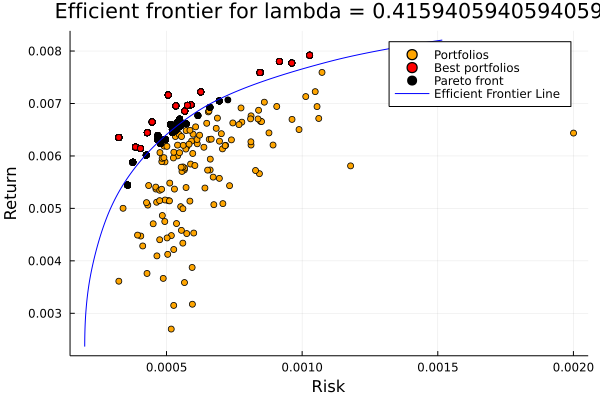 Efficient frontier for lambda = 0.4159405940594059
Portfolios
Best portfolios
Pareto front
Efficient Frontier Line
0.008
0.007
0.006
0.005
0.004
0.003
Return
0.0005
0.0010
0.0015
0.0020
Risk